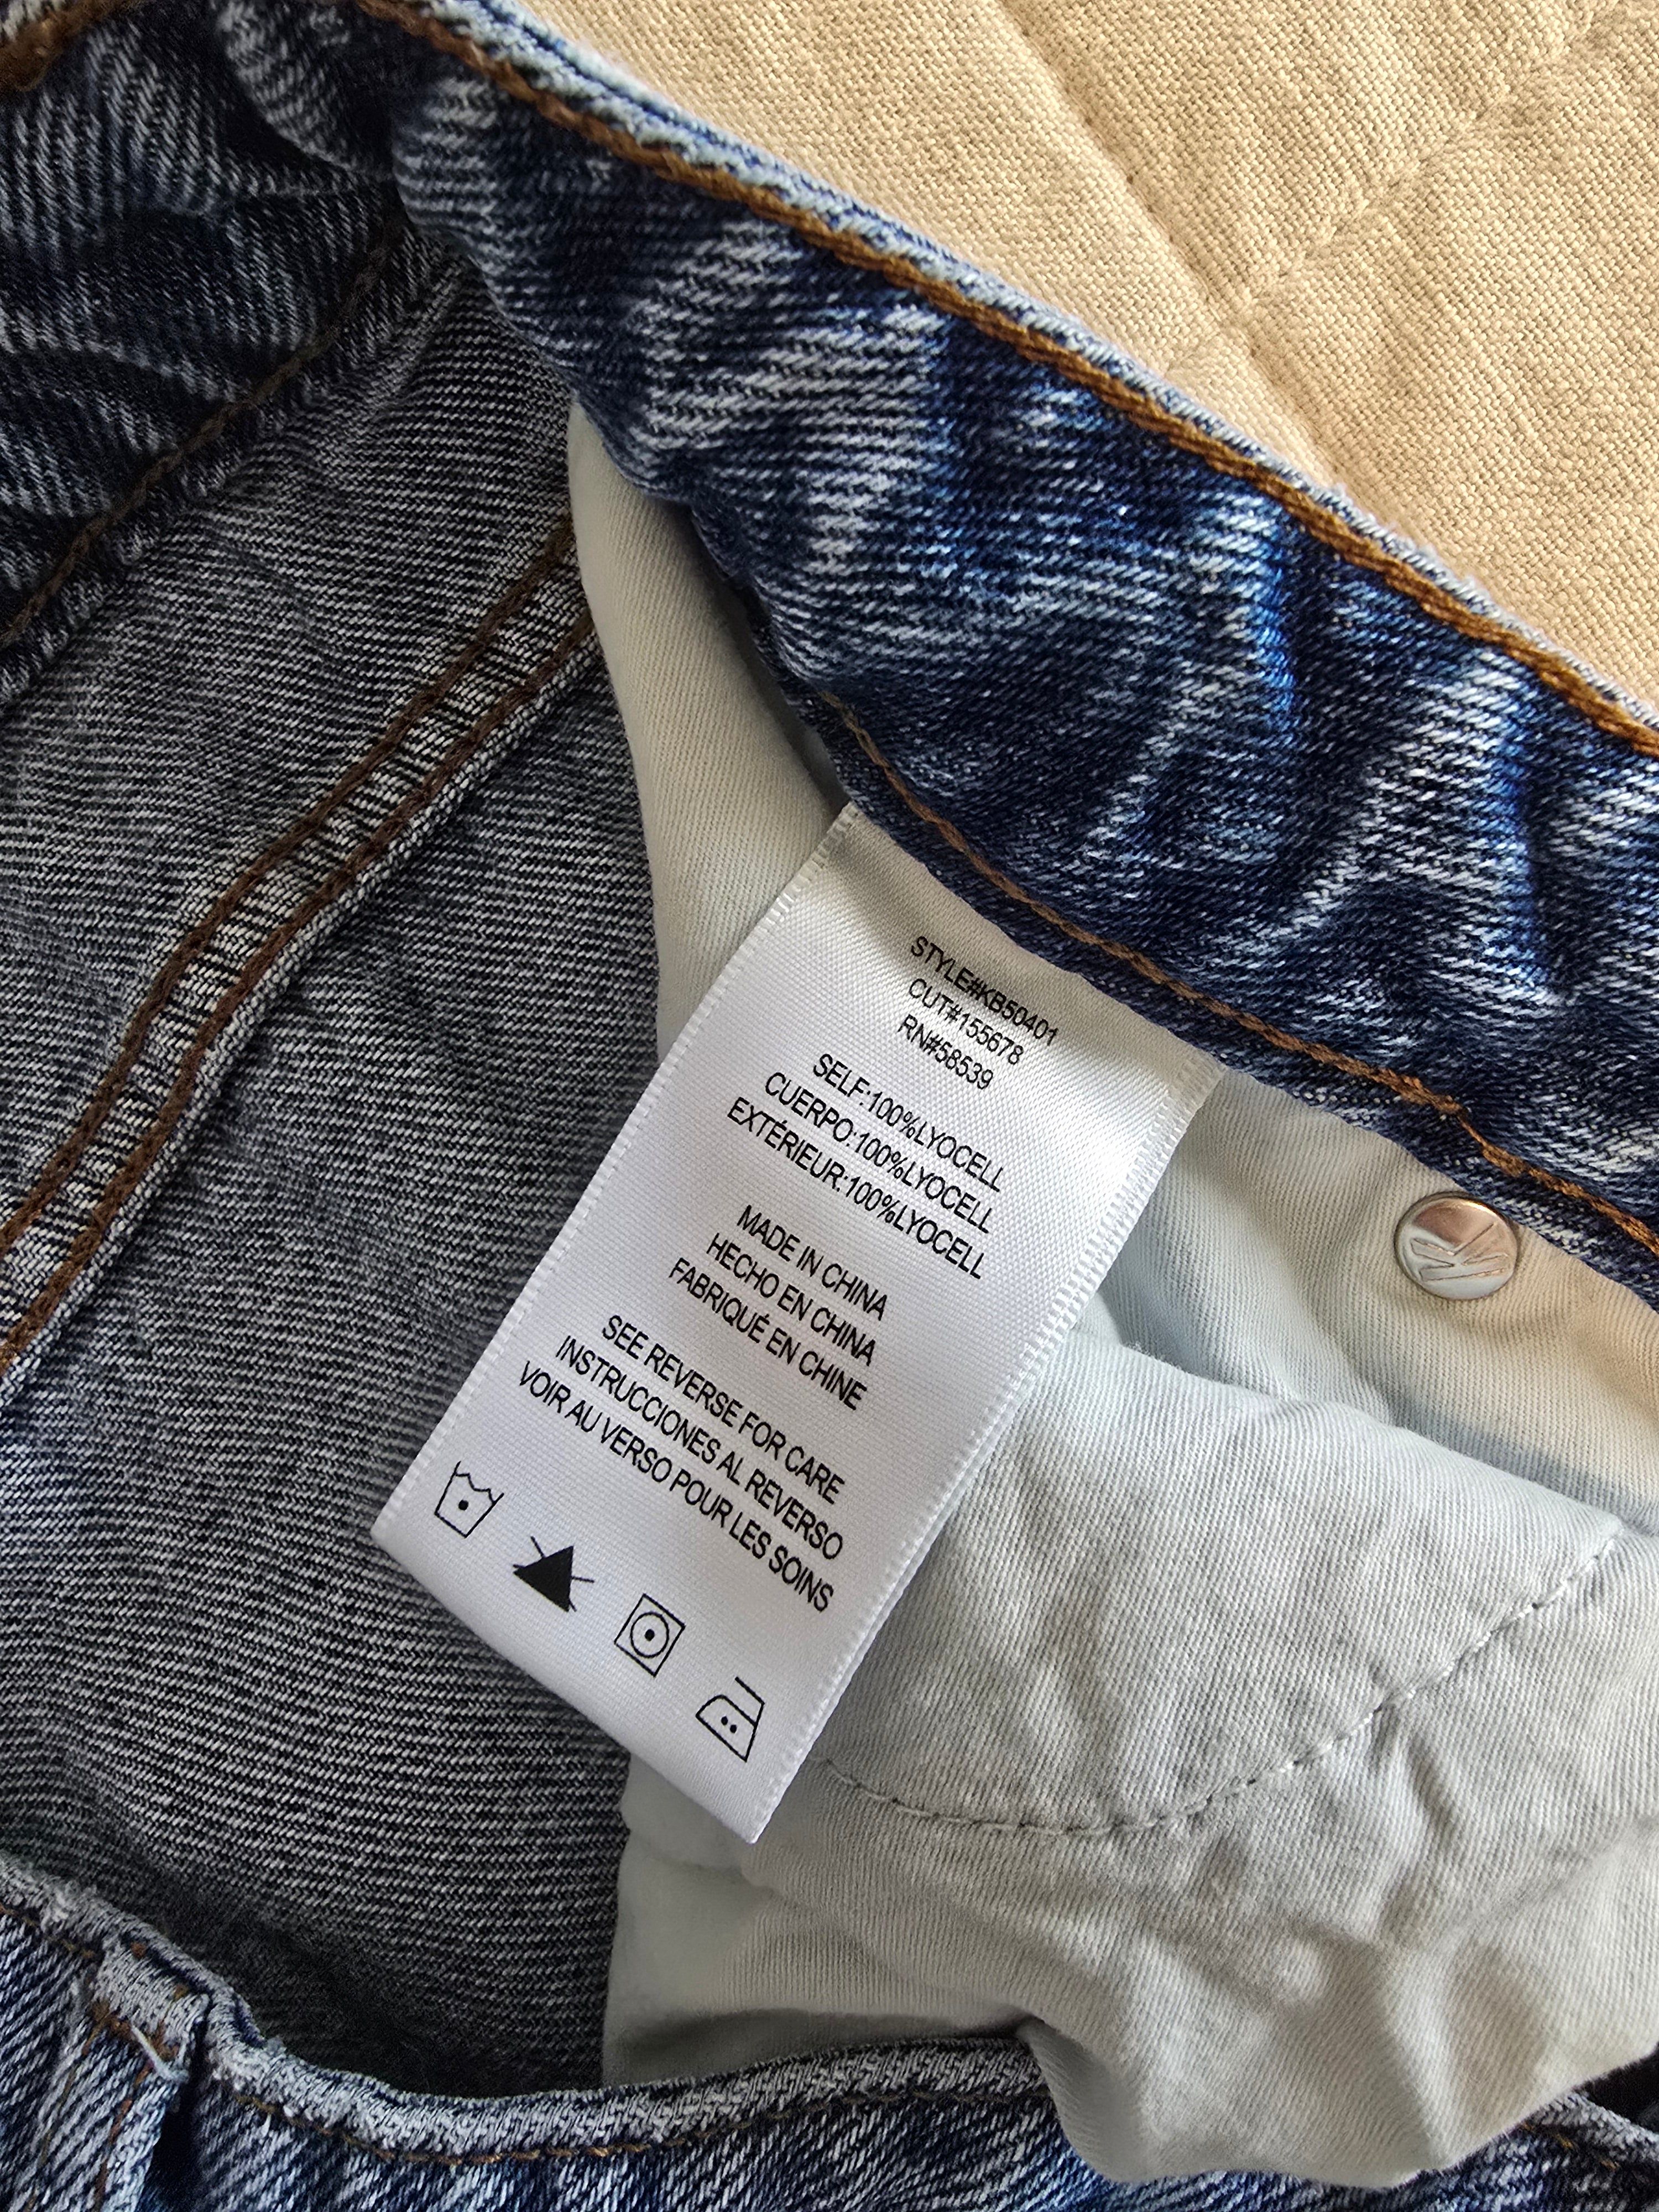 STYLE#KB50401
CUT#155678
RN#58539
SELF:100%LYOCELL
CUERPO:100%LYOCELL
EXTÉRIEUR:100%LYOCELL
MADE IN CHINA
HECHO EN CHINA
FABRIQUÉ EN CHINE
SEE REVERSE FOR CARE
INSTRUCCIONES AL REVERSO
VOIR AU VERSO POUR LES SOINS